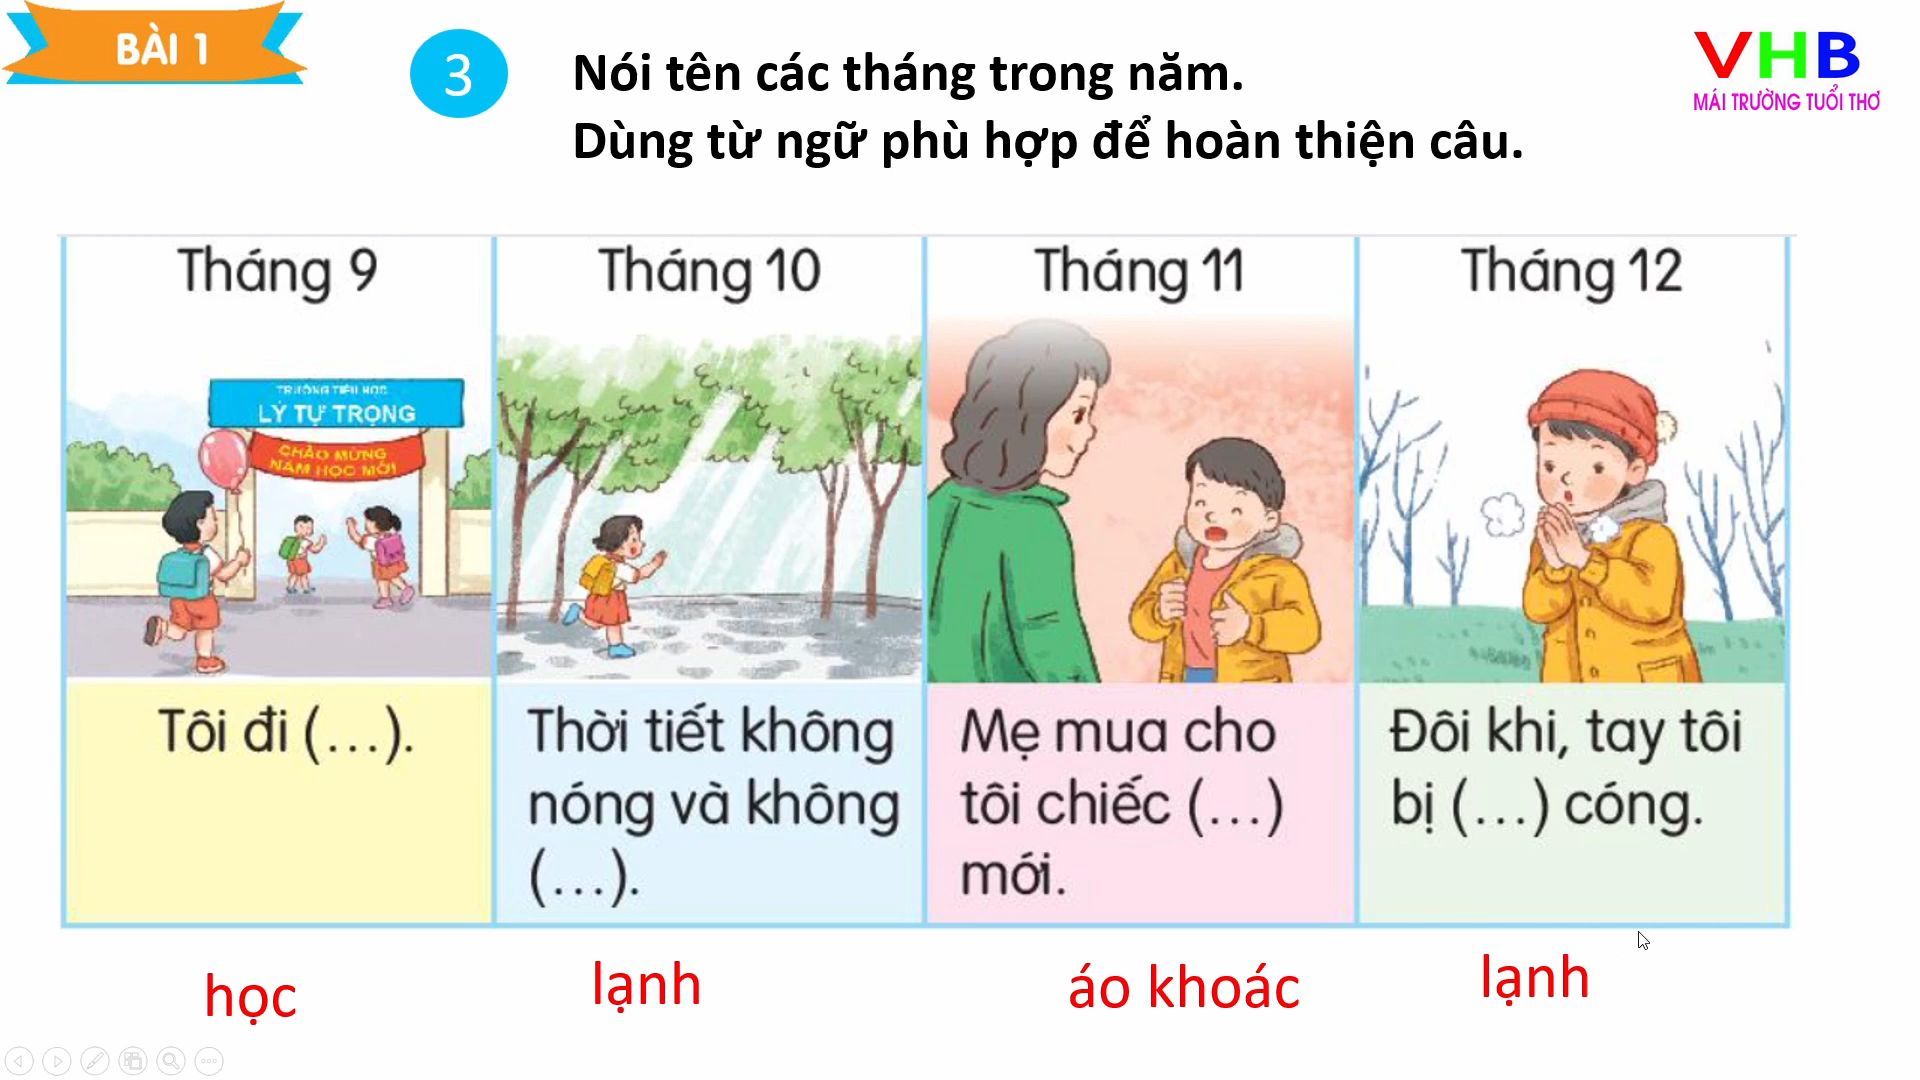 BÀI 1
3
Nói tên các tháng trong năm.
Dùng từ ngữ phù hợp để hoàn thiện câu.
VHB
MÁI TRƯỜNG TUỔI THƠ
Tháng 9
TRƯỜNG TIỂU HỌC
LÝ TỰ TRỌNG
CHÀO MỪNG
NĂM HỌC MỚI
Tôi đi (...).
Tháng 10
Thời tiết không
nóng và không
(...).
Tháng 11
Mẹ mua cho
tôi chiếc (...)
mới.
Tháng 12
Đôi khi, tay tôi
bị (...) cóng.
học
lạnh
áo khoác
lạnh